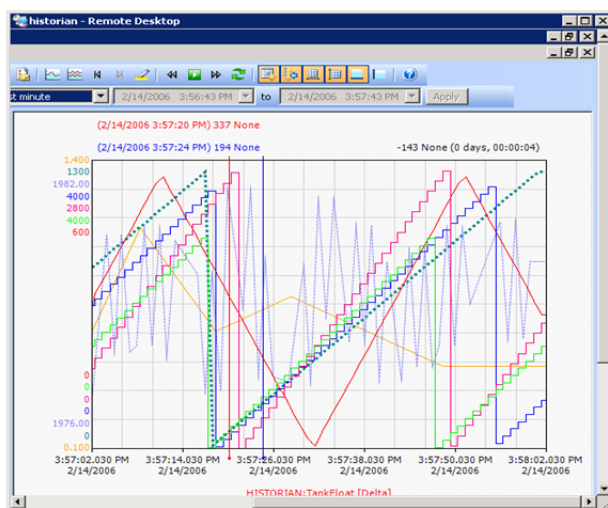 historian - Remote Desktop
st minute 2/14/2006 3:56:43 PM to 2/14/2006 3:57:43 PM Apply
(2/14/2006 3:57:20 PM) 337 None
(2/14/2006 3:57:24 PM) 194 None -143 None (0 days, 00:00:04)
1.400
1300
1982.00
4000
2800
4000
600
0
0
0
0
1976.00
0
0.100
3:57:02.030 PM 3:57:14.030 PM 3:57:26.030 PM 3:57:38.030 PM 3:57:50.030 PM 3:58:02.030 PM
2/14/2006 2/14/2006 2/14/2006 2/14/2006 2/14/2006 2/14/2006
HISTORIAN:TankFloat [Delta]